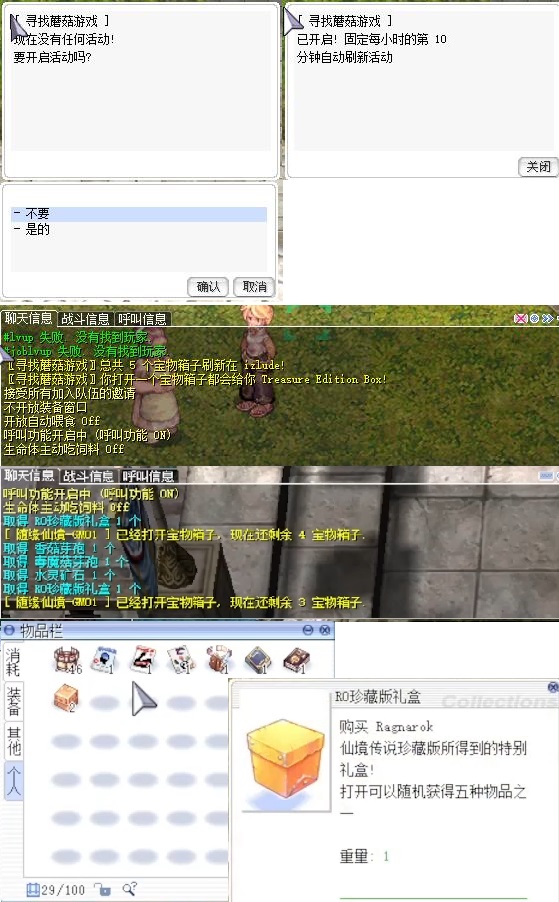 [ 寻找蘑菇游戏 ]
现在没有任何活动!
要开启活动吗?
[ 寻找蘑菇游戏 ]
已开启! 固定每小时的第 10
分钟自动刷新活动
关闭
- 不要
- 是的
确认 取消
聊天信息 战斗信息 呼叫信息
#lvup 失败. 没有找到玩家.
#joblvup 失败. 没有找到玩家.
[寻找蘑菇游戏]总共 5 个宝物箱子刷新在 izlude!
[寻找蘑菇游戏]你打开一个宝物箱子都会给你 Treasure Edition Box!
接受所有加入队伍的邀请
不开放装备窗口
开放自动喂食 Off
呼叫功能开启中 (呼叫功能 ON)
生命体主动吃饲料 Off
聊天信息 战斗信息 呼叫信息
呼叫功能开启中 (呼叫功能 ON)
生命体主动吃饲料 Off
取得 RO珍藏版礼盒 1 个
[ 随缘仙境-GM01 ] 已经打开宝物箱子, 现在还剩余 4 宝物箱子.
取得 香菇芽孢 1 个
取得 毒魔菇芽孢 1 个
取得 水灵矿石 1 个
取得 RO珍藏版礼盒 1 个
[ 随缘仙境-GM01 ] 已经打开宝物箱子, 现在还剩余 3 宝物箱子.
物品栏
消耗
装备
其他
个人
46 1 1 1 1 1 1
2
29/100
RO珍藏版礼盒
Collections
购买 Ragnarok
仙境传说珍藏版所得到的特别
礼盒!
打开可以随机获得五种物品之
一
重量: 1